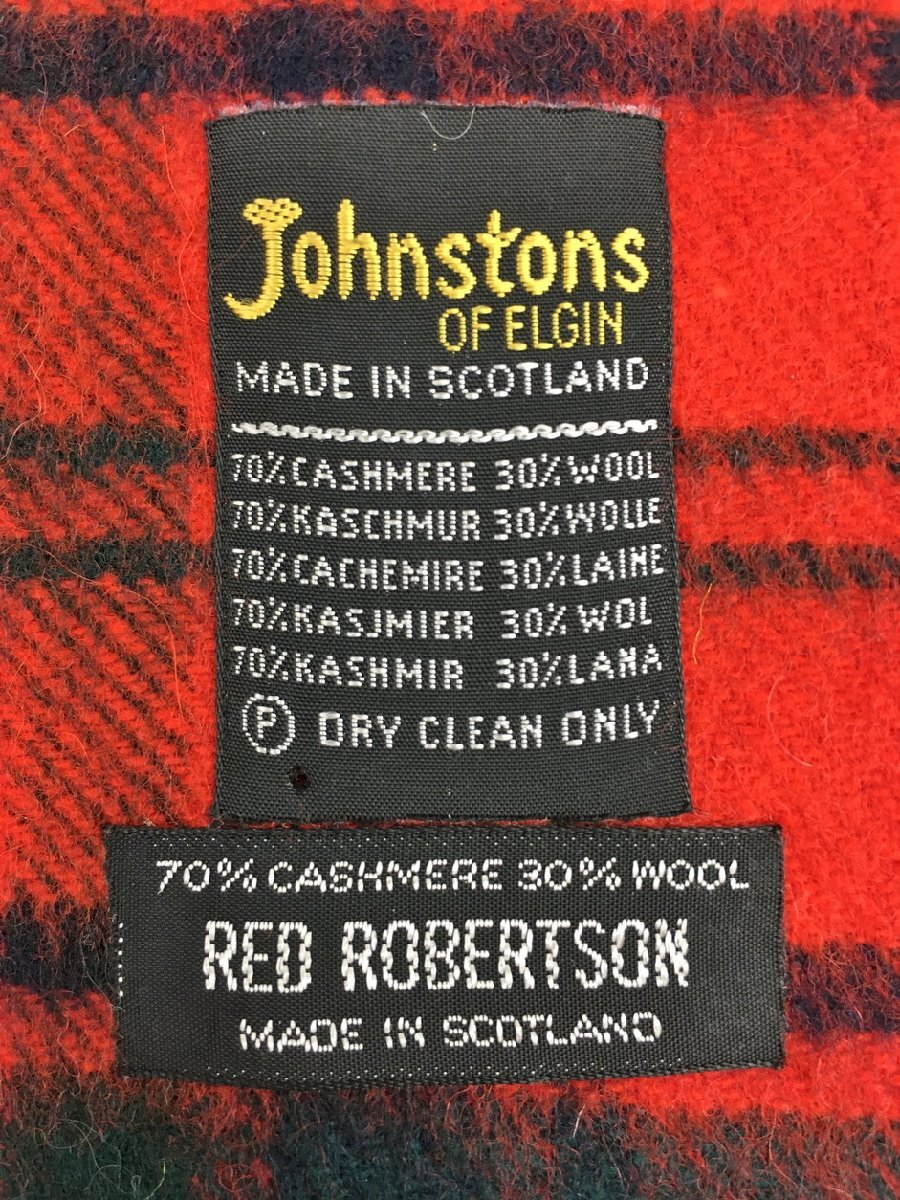 Johnstons
OF ELGIN
MADE IN SCOTLAND
70% CASHMERE 30% WOOL
70% KASCHMUR 30% WOLLE
70% CACHEMIRE 30% LAINE
70% KASJMIER 30% WOL
70% KASHMIR 30% LANA
P DRY CLEAN ONLY
70% CASHMERE 30% WOOL
RED ROBERTSON
MADE IN SCOTLAND